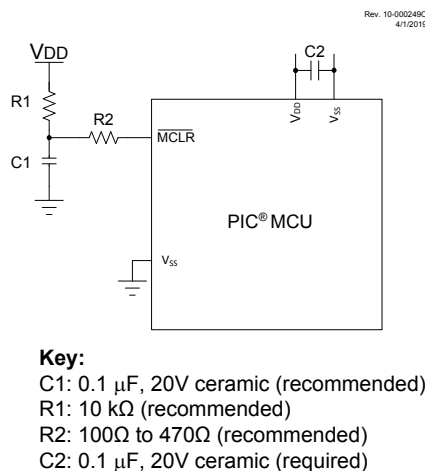 Rev. 10-000249C
4/1/2019
VDD
C2
R1
R2
VDD
VSS
MCLR
C1
PIC® MCU
VSS
Key:
C1: 0.1 μF, 20V ceramic (recommended)
R1: 10 kΩ (recommended)
R2: 100Ω to 470Ω (recommended)
C2: 0.1 μF, 20V ceramic (required)